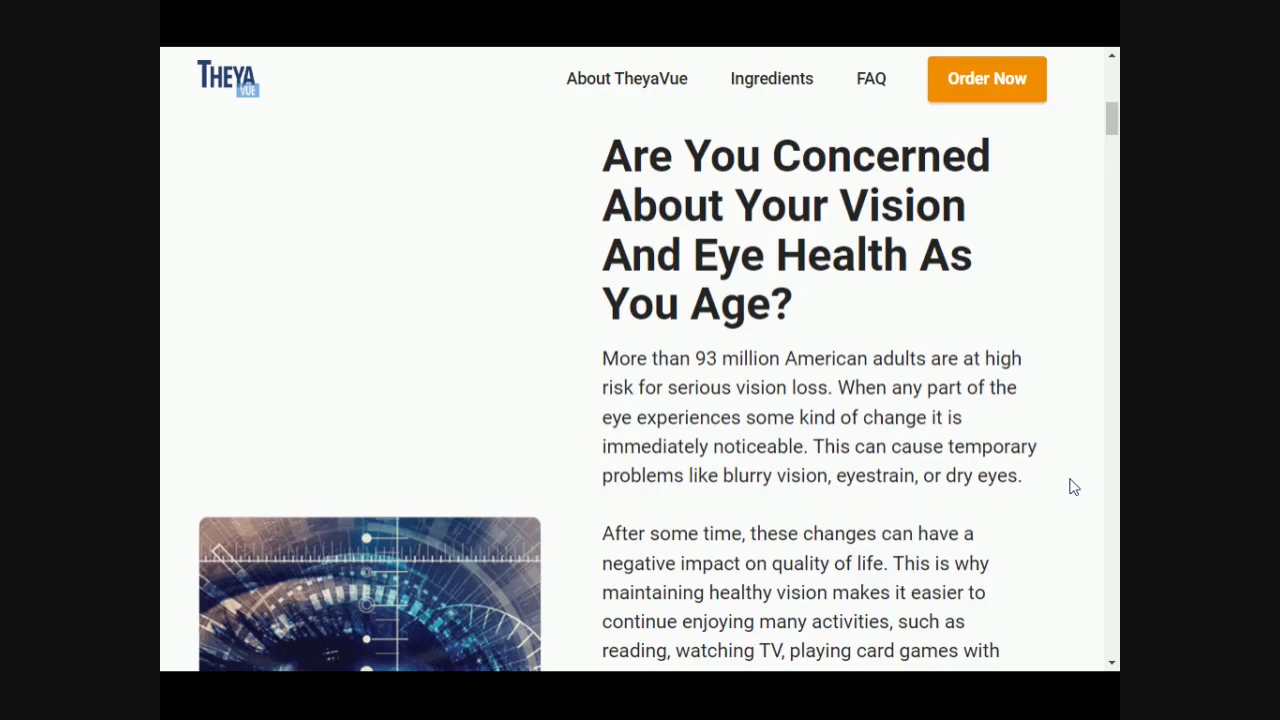 THEYA
VUE
About TheyaVue
Ingredients
FAQ
Order Now
Are You Concerned
About Your Vision
And Eye Health As
You Age?
More than 93 million American adults are at high
risk for serious vision loss. When any part of the
eye experiences some kind of change it is
immediately noticeable. This can cause temporary
problems like blurry vision, eyestrain, or dry eyes.
After some time, these changes can have a
negative impact on quality of life. This is why
maintaining healthy vision makes it easier to
continue enjoying many activities, such as
reading, watching TV, playing card games with